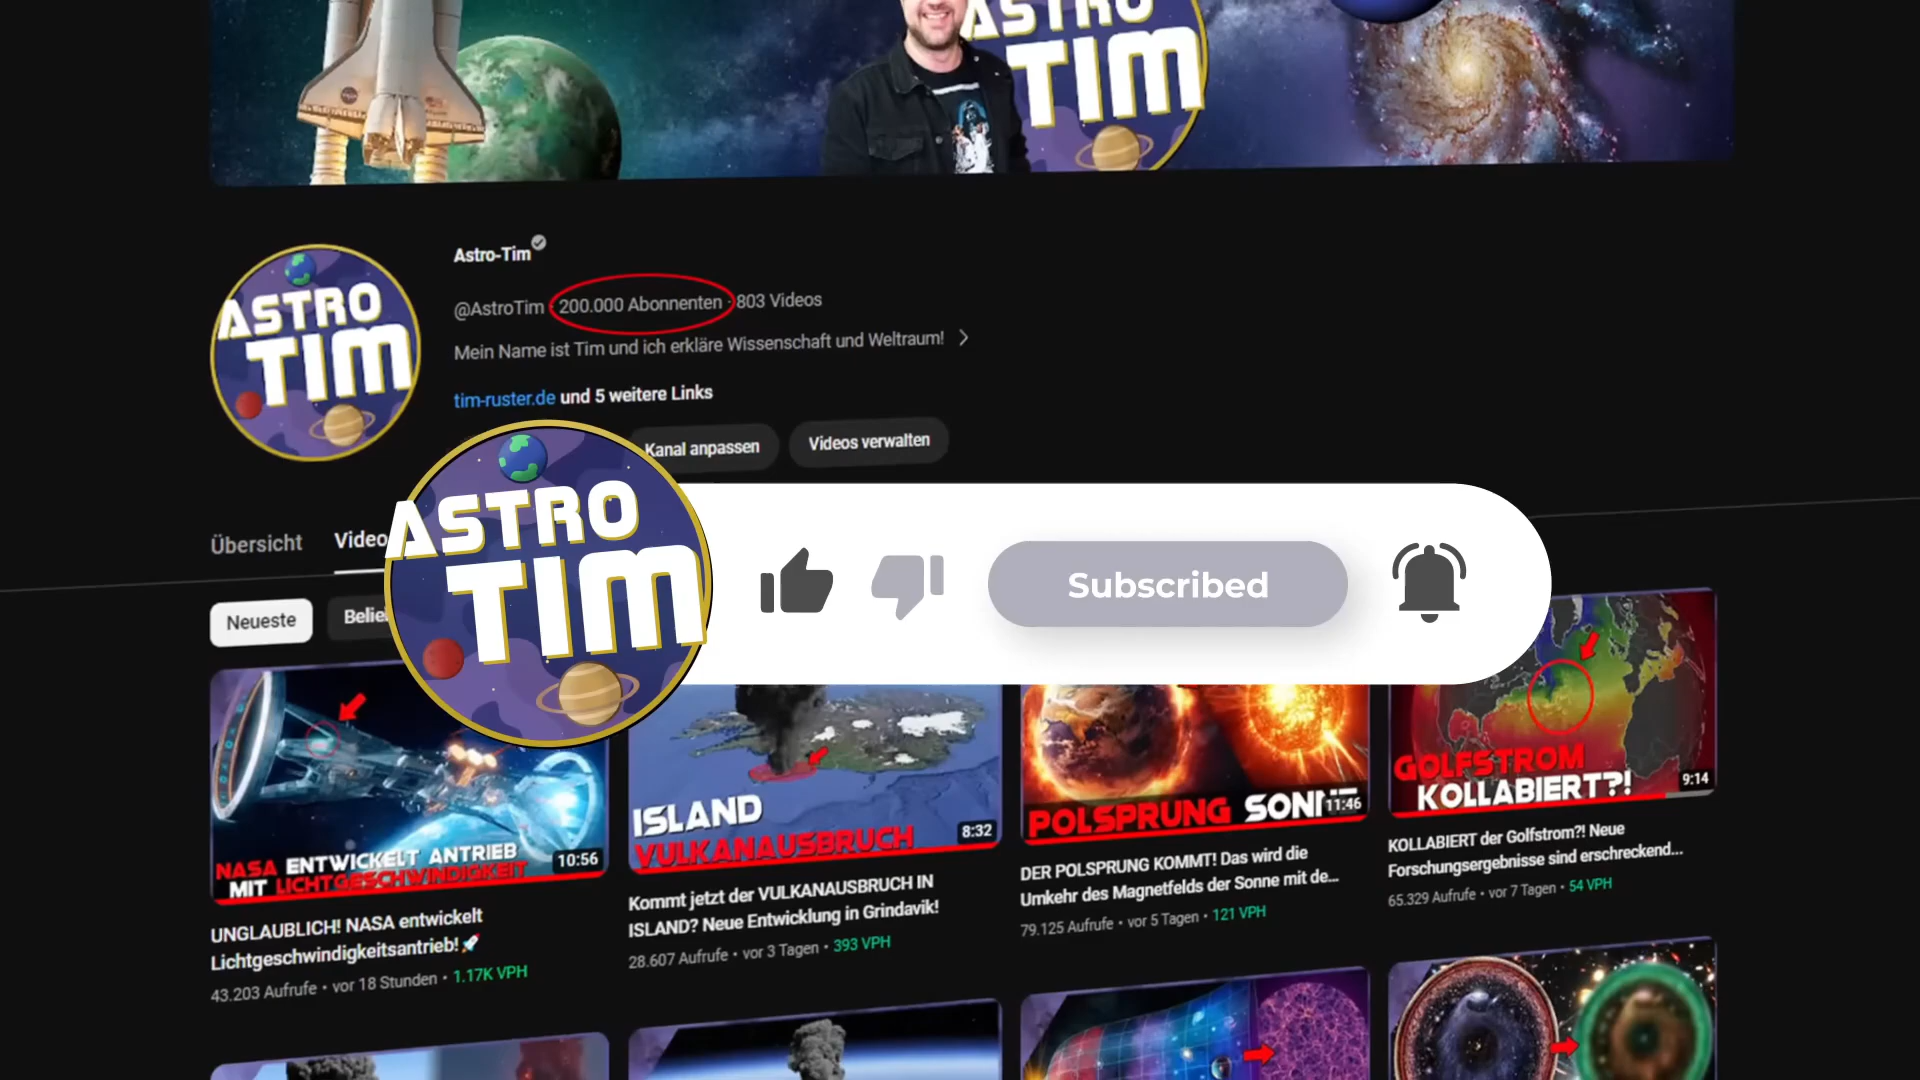 ASTRO
TIM
Astro-Tim
@AstroTim · 200.000 Abonnenten · 803 Videos
Mein Name ist Tim und ich erkläre Wissenschaft und Weltraum!
tim-ruster.de und 5 weitere Links
Kanal anpassen
Videos verwalten
ASTRO
TIM
ASTRO
TIM
Subscribed
Übersicht
Video
Neueste
NASA ENTWICKELT ANTRIEB
MIT LICHTGESCHWINDIGKEIT
10:56
UNGLAUBLICH! NASA entwickelt
Lichtgeschwindigkeitsantrieb!🚀
43.203 Aufrufe • vor 18 Stunden • 1.17K VPH
ISLAND
VULKANAUSBRUCH
8:32
Kommt jetzt der VULKANAUSBRUCH IN
ISLAND? Neue Entwicklung in Grindavik!
28.607 Aufrufe • vor 3 Tagen • 393 VPH
POLSPRUNG SONNE
11:46
DER POLSPRUNG KOMMT! Das wird die
Umkehr des Magnetfelds der Sonne mit de...
79.125 Aufrufe • vor 5 Tagen • 121 VPH
GOLFSTROM
KOLLABIERT?!
9:14
KOLLABIERT der Golfstrom?! Neue
Forschungsergebnisse sind erschreckend...
65.329 Aufrufe • vor 7 Tagen • 54 VPH